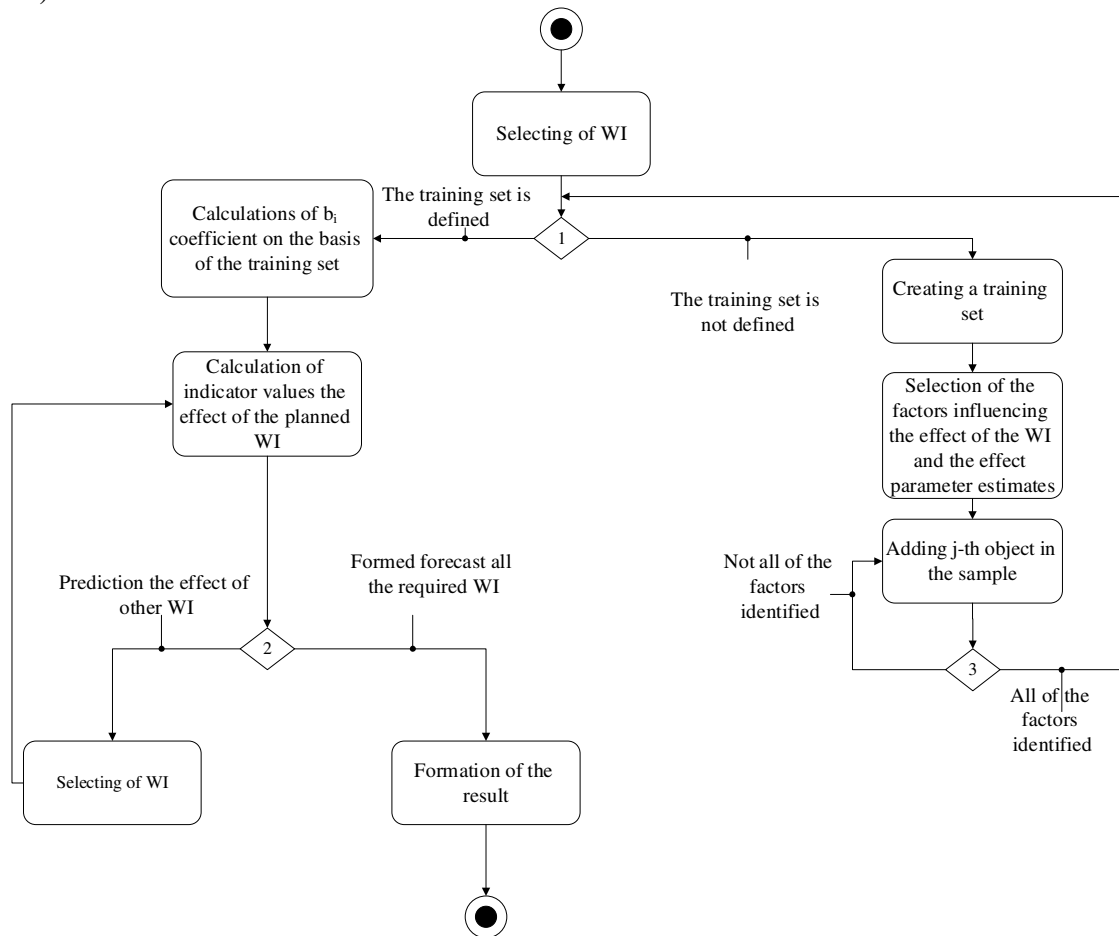 )
Selecting of WI
The training set is
defined
1
Calculations of bi
coefficient on the basis
of the training set
The training set is
not defined
Creating a training
set
Calculation of
indicator values the
effect of the planned
WI
Selection of the
factors influencing
the effect of the WI
and the effect
parameter estimates
Adding j-th object in
the sample
Not all of the
factors
identified
3
All of the
factors
identified
Prediction the effect of
other WI
Formed forecast all
the required WI
2
Selecting of WI
Formation of the
result